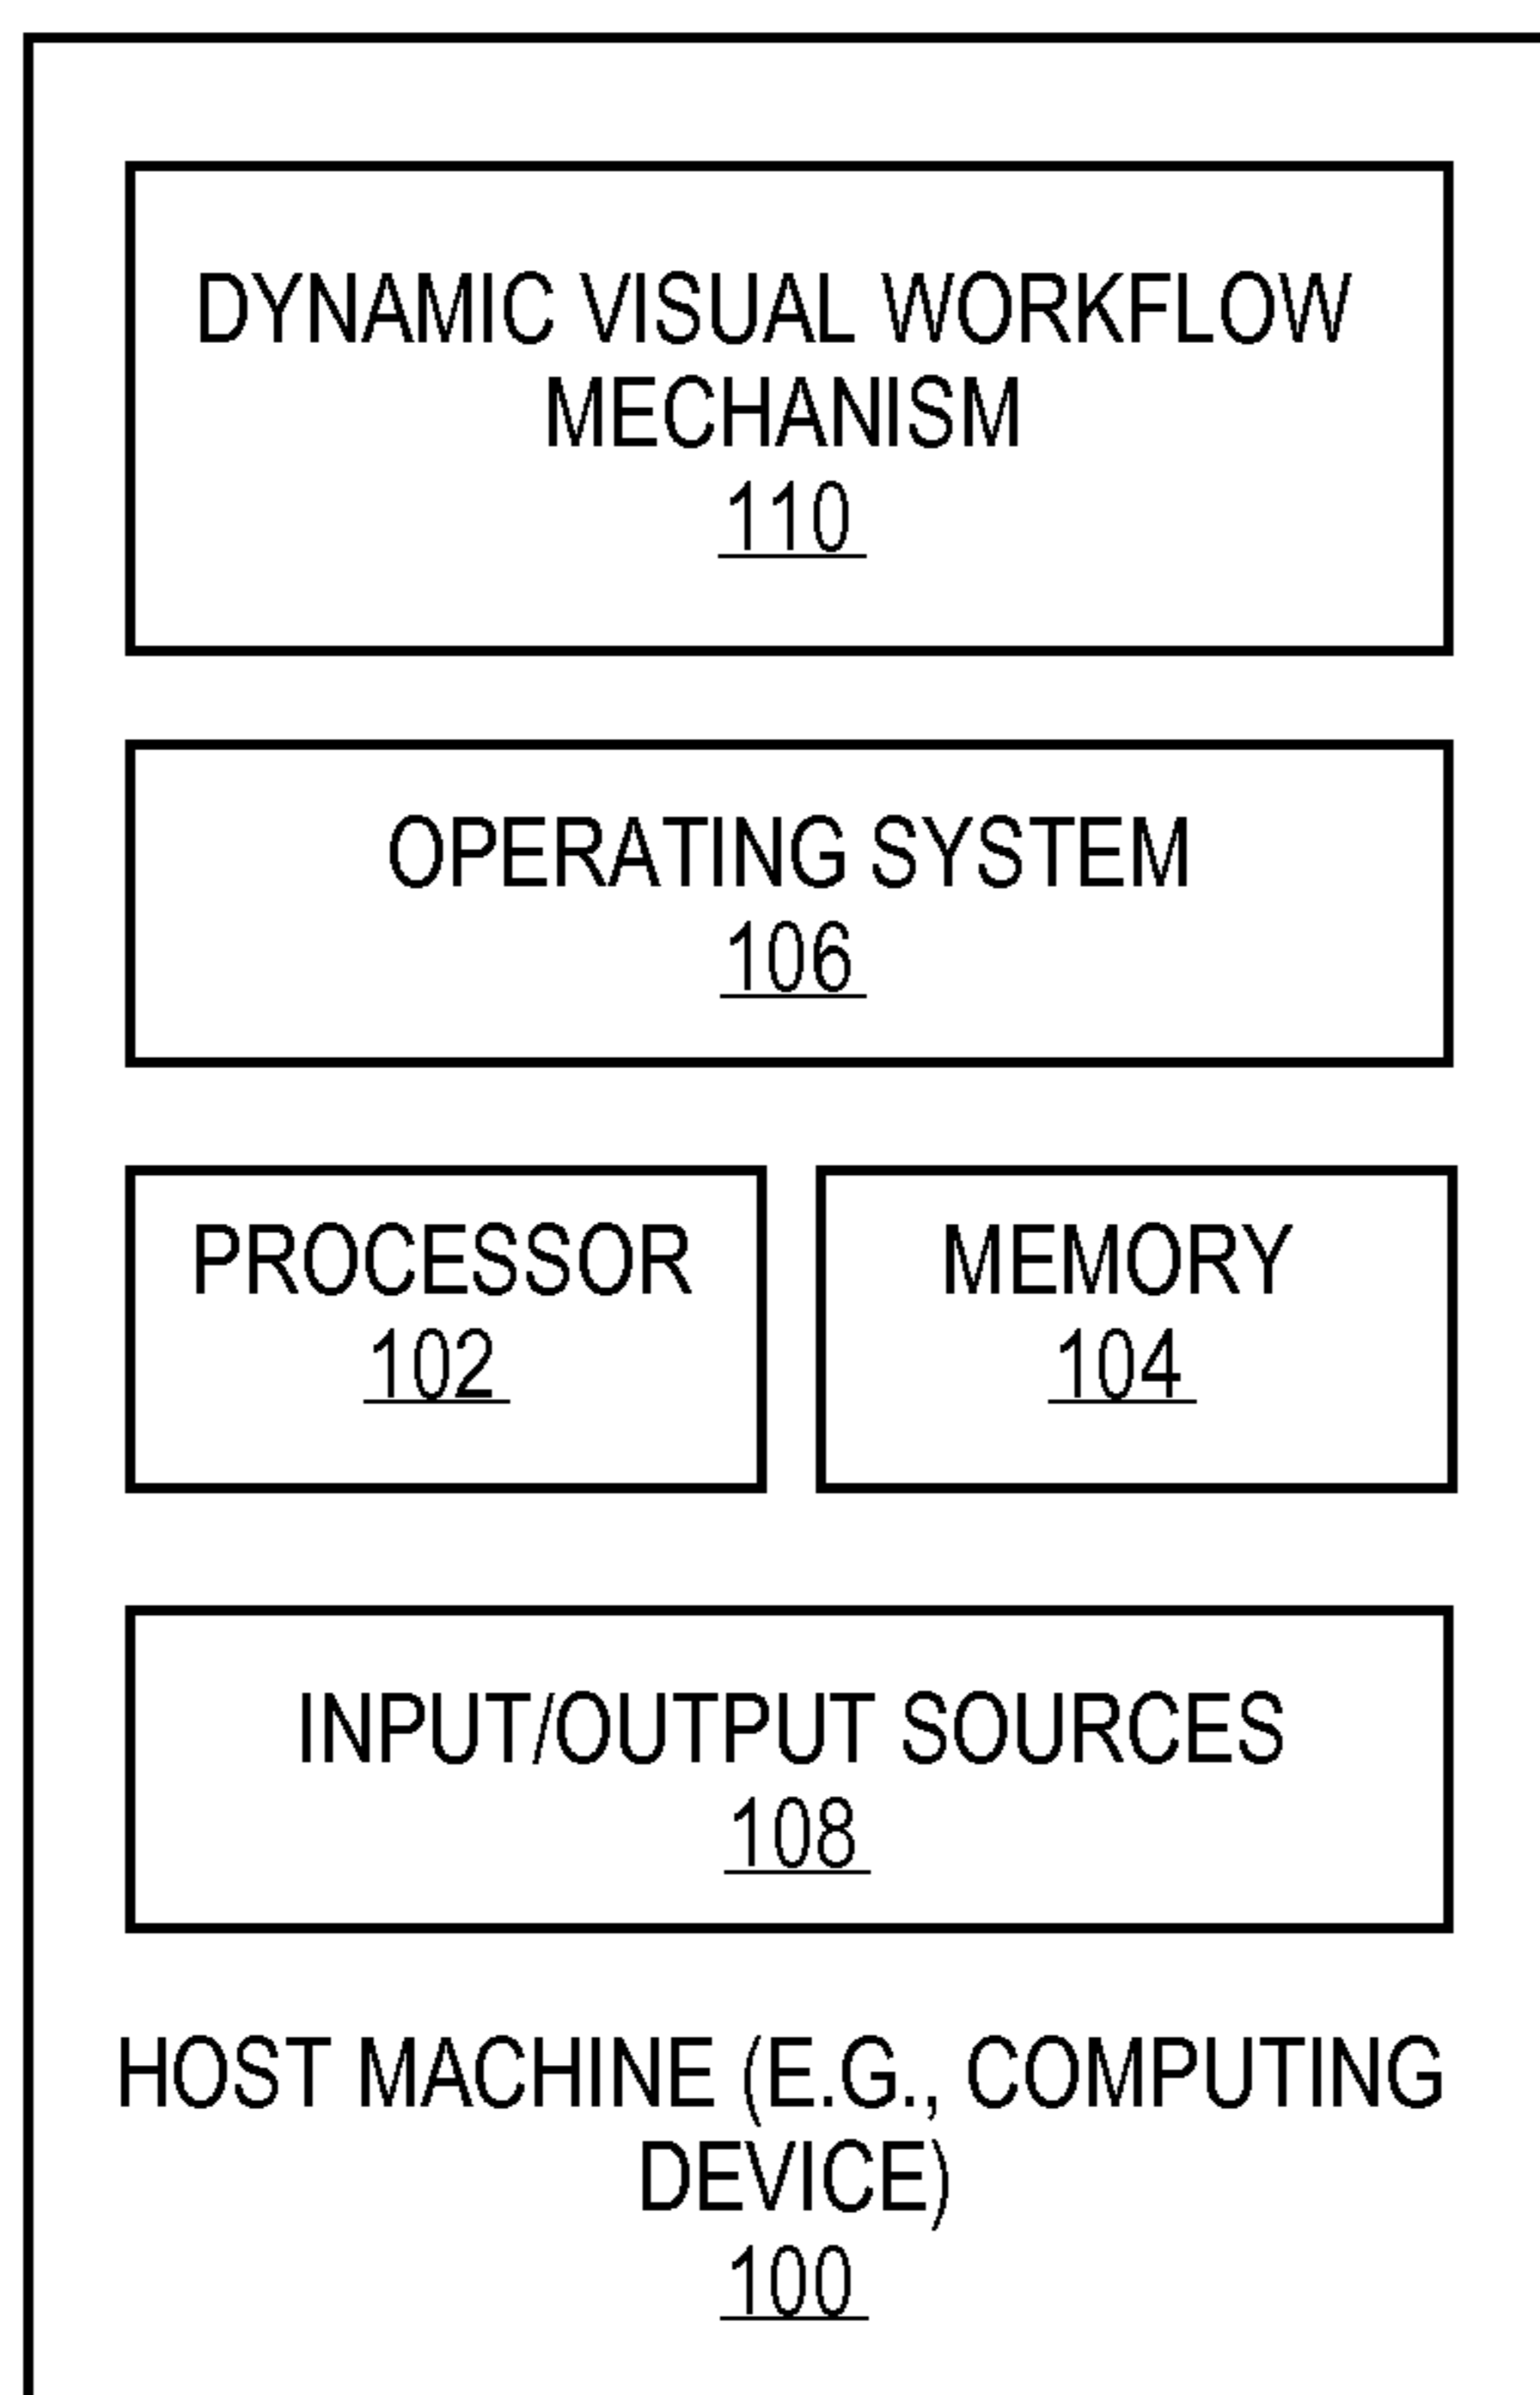 DYNAMIC VISUAL WORKFLOW
MECHANISM
110
OPERATING SYSTEM
106
PROCESSOR
102
MEMORY
104
INPUT/OUTPUT SOURCES
108
HOST MACHINE (E.G., COMPUTING
DEVICE)
100